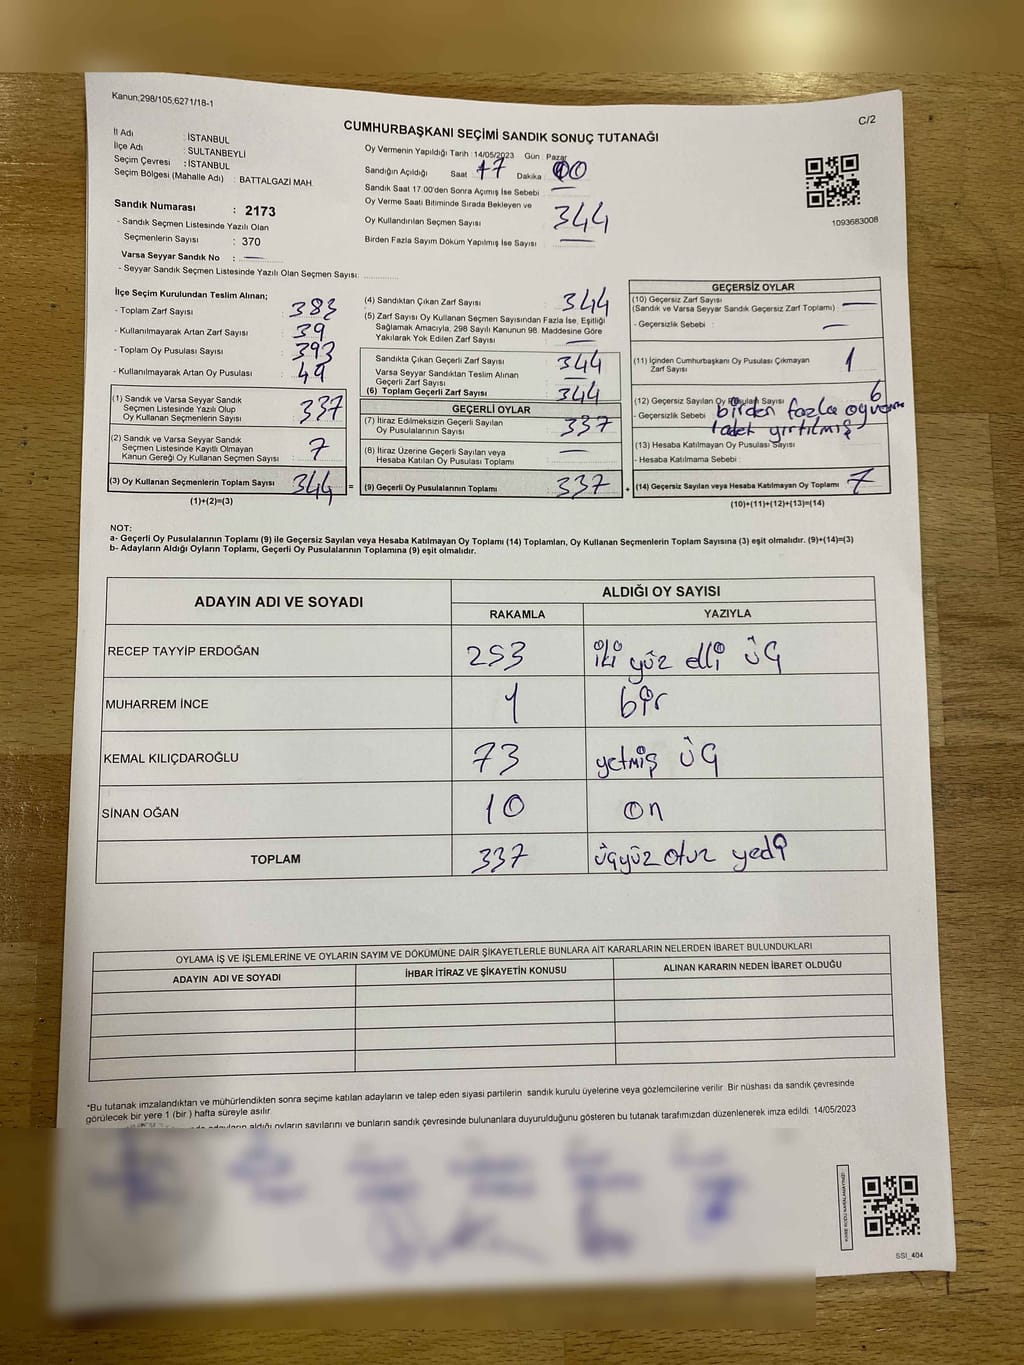 Kanun;298/105,6271/18-1
C/2
CUMHURBAŞKANI SEÇİMİ SANDIK SONUÇ TUTANAĞI
İl Adı : İSTANBUL
İlçe Adı : SULTANBEYLİ
Seçim Çevresi : İSTANBUL
Seçim Bölgesi (Mahalle Adı) : BATTALGAZİ MAH.
Sandık Numarası : 2173
- Sandık Seçmen Listesinde Yazılı Olan
Seçmenlerin Sayısı : 370
Varsa Seyyar Sandık No : —
- Seyyar Sandık Seçmen Listesinde Yazılı Olan Seçmen Sayısı:
Oy Vermenin Yapıldığı Tarih : 14/05/2023 Gün : Pazar
Sandığın Açıldığı Saat 17 Dakika 00
Sandık Saat 17.00'den Sonra Açımış İse Sebebi : —
Oy Verme Saati Bitiminde Sırada Bekleyen ve
Oy Kullandırılan Seçmen Sayısı : 344
Birden Fazla Sayım Döküm Yapılmış İse Sayısı : —
1093683008
İlçe Seçim Kurulundan Teslim Alınan;
- Toplam Zarf Sayısı : 383
- Kullanılmayarak Artan Zarf Sayısı : 39
- Toplam Oy Pusulası Sayısı : 393
- Kullanılmayarak Artan Oy Pusulası : 49
(1) Sandık ve Varsa Seyyar Sandık
Seçmen Listesinde Yazılı Olup
Oy Kullanan Seçmenlerin Sayısı : 337
(2) Sandık ve Varsa Seyyar Sandık
Seçmen Listesinde Kayıtlı Olmayan
Kanun Gereği Oy Kullanan Seçmen Sayısı : 7
(3) Oy Kullanan Seçmenlerin Toplam Sayısı : 344 =
(1)+(2)=(3)
(4) Sandıktan Çıkan Zarf Sayısı : 344
(5) Zarf Sayısı Oy Kullanan Seçmen Sayısından Fazla İse, Eşitliği
Sağlamak Amacıyla, 298 Sayılı Kanunun 98. Maddesine Göre
Yakılarak Yok Edilen Zarf Sayısı : —
Sandıkta Çıkan Geçerli Zarf Sayısı : 344
Varsa Seyyar Sandıktan Teslim Alınan
Geçerli Zarf Sayısı : —
(6) Toplam Geçerli Zarf Sayısı : 344
GEÇERLİ OYLAR
(7) İtiraz Edilmeksizin Geçerli Sayılan
Oy Pusulalarının Sayısı : 337
(8) İtiraz Üzerine Geçerli Sayılan veya
Hesaba Katılan Oy Pusulası Toplamı : —
(9) Geçerli Oy Pusulalarının Toplamı : 337 +
GEÇERSİZ OYLAR
(10) Geçersiz Zarf Sayısı
(Sandık ve Varsa Seyyar Sandık Geçersiz Zarf Toplamı) : —
- Geçersizlik Sebebi : —
(11) İçinden Cumhurbaşkanı Oy Pusulası Çıkmayan
Zarf Sayısı : 1
(12) Geçersiz Sayılan Oy Pusulası Sayısı 6
- Geçersizlik Sebebi birden fazla oy verme
1 adet yırtılmış
(13) Hesaba Katılmayan Oy Pusulası Sayısı
- Hesaba Katılmama Sebebi :
(14) Geçersiz Sayılan veya Hesaba Katılmayan Oy Toplamı : 7
(10)+(11)+(12)+(13)=(14)
NOT:
a- Geçerli Oy Pusulalarının Toplamı (9) ile Geçersiz Sayılan veya Hesaba Katılmayan Oy Toplamı (14) Toplamları, Oy Kullanan Seçmenlerin Toplam Sayısına (3) eşit olmalıdır. (9)+(14)=(3)
b- Adayların Aldığı Oyların Toplamı, Geçerli Oy Pusulalarının Toplamına (9) eşit olmalıdır.
ADAYIN ADI VE SOYADI
ALDIĞI OY SAYISI
RAKAMLA YAZIYLA
RECEP TAYYİP ERDOĞAN 253 iki yüz elli üç
MUHARREM İNCE 1 bir
KEMAL KILIÇDAROĞLU 73 yetmiş üç
SİNAN OĞAN 10 on
TOPLAM 337 üçyüz otuz yedi
OYLAMA İŞ VE İŞLEMLERİNE VE OYLARIN SAYIM VE DÖKÜMÜNE DAİR ŞİKAYETLERLE BUNLARA AİT KARARLARIN NELERDEN İBARET BULUNDUKLARI
ADAYIN ADI VE SOYADI İHBAR İTİRAZ VE ŞİKAYETİN KONUSU ALINAN KARARIN NEDEN İBARET OLDUĞU
*Bu tutanak imzalandıktan ve mühürlendikten sonra seçime katılan adayların ve talep eden siyasi partilerin sandık kurulu üyelerine veya gözlemcilerine verilir. Bir nüshası da sandık çevresinde
görülecek bir yere 1 (bir) hafta süreyle asılır.
adayların aldığı oyların sayılarını ve bunların sandık çevresinde bulunanlara duyurulduğunu gösteren bu tutanak tarafımızdan düzenlenerek imza edildi. 14/05/2023
SSI_404